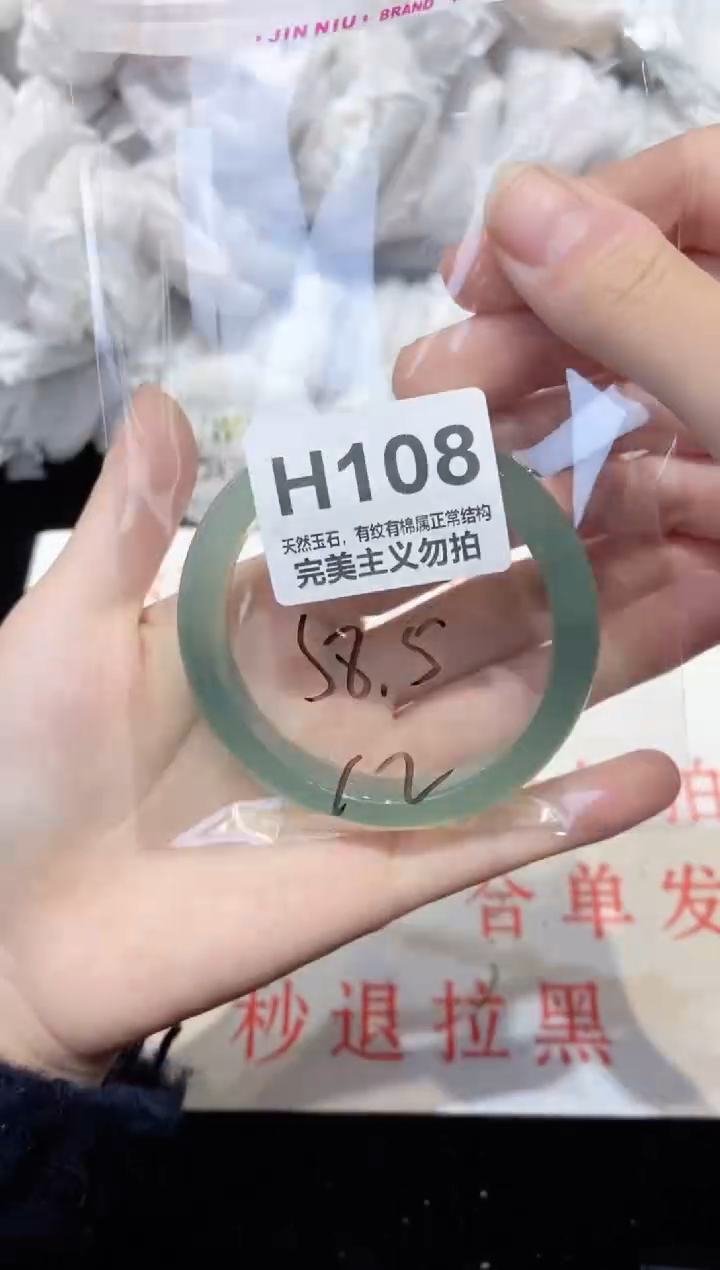 · JIN NIU · BRAND
H108
天然玉石，有纹有棉属正常结构
完美主义勿拍
58.5
12
拍
合单发
秒退拉黑